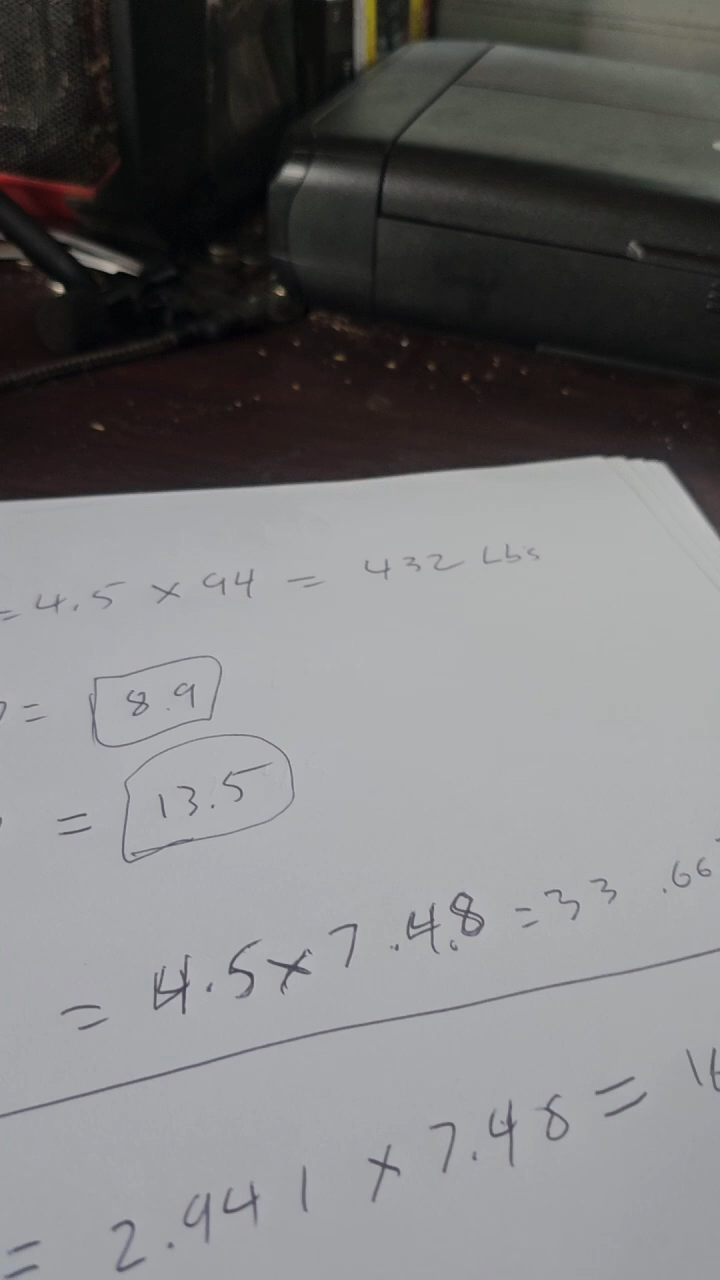 = 4.5 × 94 = 432 Lbs
= 8.9
= 13.5
= 4.5 × 7.48 = 33.66
= 2.941 × 7.48 =